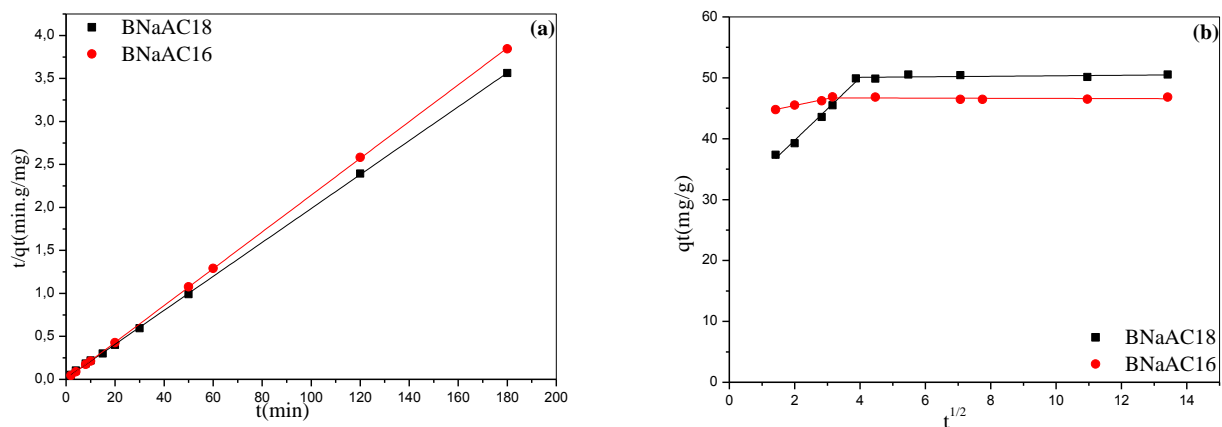 (a)
BNaAC18
BNaAC16
4,0
3,5
3,0
2,5
2,0
1,5
1,0
0,5
0,0
t/qt(min.g/mg)
0 20 40 60 80 100 120 140 160 180 200
t(min)
(b)
60
50
40
30
20
10
0
qt(mg/g)
BNaAC18
BNaAC16
0 2 4 6 8 10 12 14
t^1/2